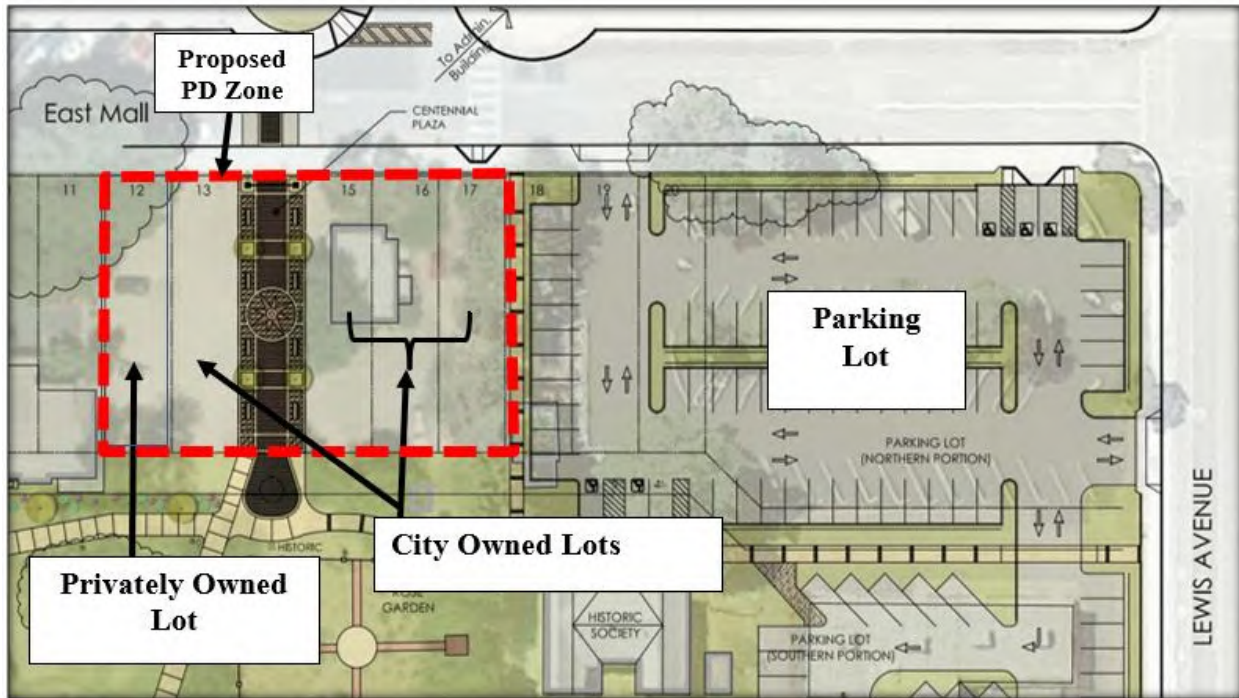 Proposed
PD Zone
To Admin.
Building
East Mall
CENTENNIAL
PLAZA
11
12
13
15
16
17
18
19
20
Parking
Lot
PARKING LOT
(NORTHERN PORTION)
LEWIS AVENUE
City Owned Lots
HISTORIC
Privately Owned
Lot
ROSE
GARDEN
HISTORIC
SOCIETY
PARKING LOT
(SOUTHERN PORTION)